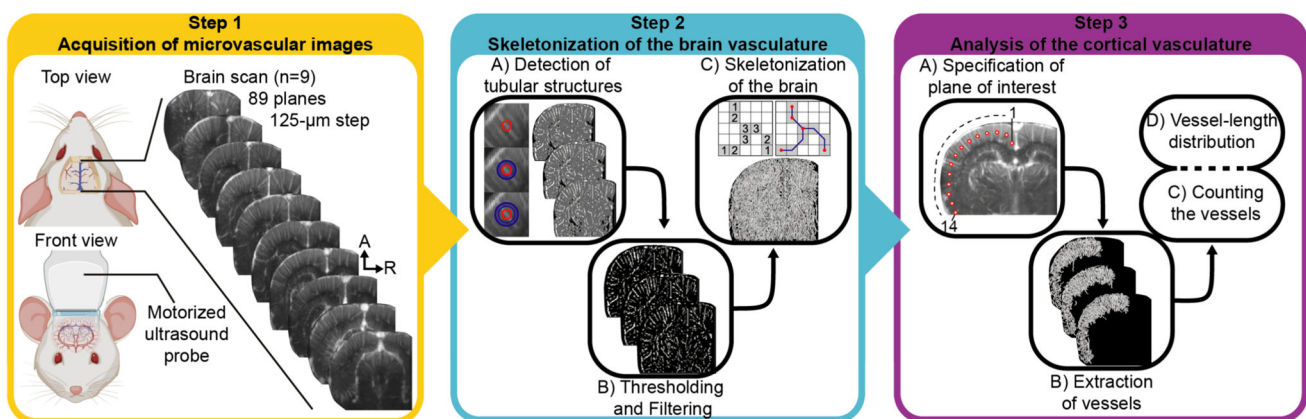 Step 1
Acquisition of microvascular images
Top view
Brain scan (n=9)
89 planes
125-µm step
Front view
A
R
Motorized
ultrasound
probe
Step 2
Skeletonization of the brain vasculature
A) Detection of
tubular structures
C) Skeletonization
of the brain
1
2
3 3
3 2
1 2 1
B) Thresholding
and Filtering
Step 3
Analysis of the cortical vasculature
A) Specification of
plane of interest
1
14
D) Vessel-length
distribution
C) Counting
the vessels
B) Extraction
of vessels